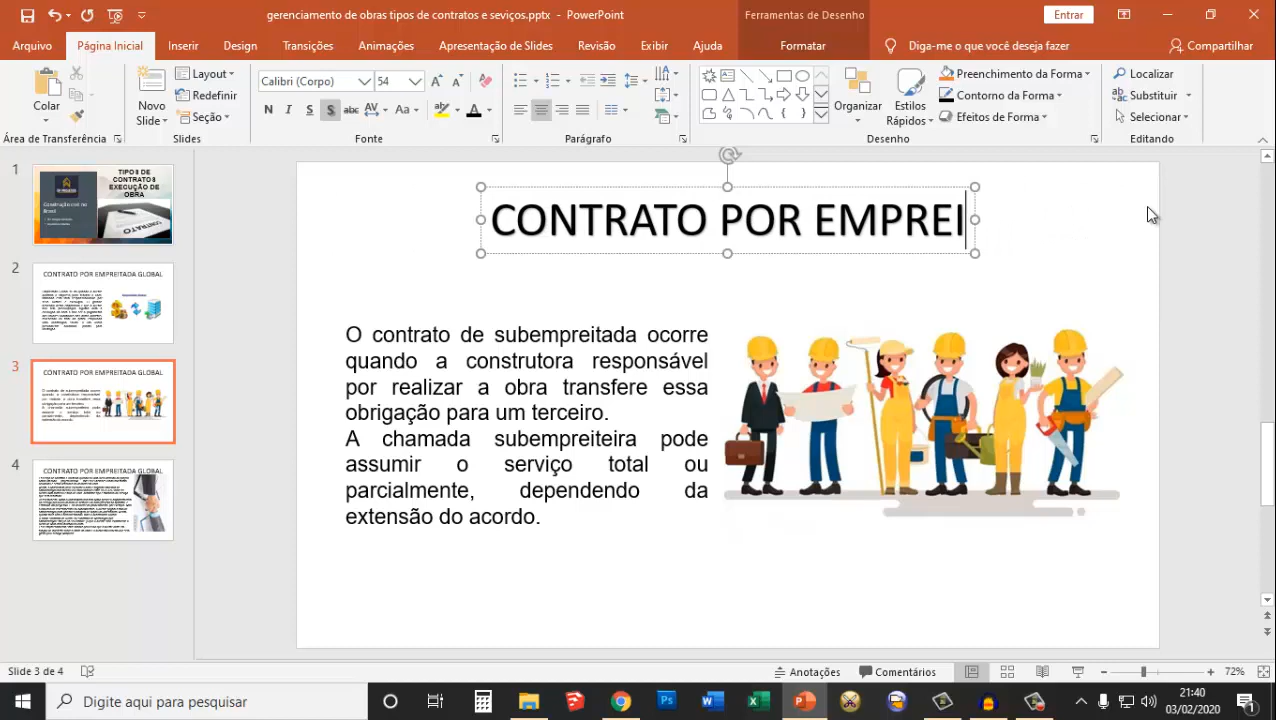 gerenciamento de obras tipos de contratos e seviços.pptx - PowerPoint
Ferramentas de Desenho
Entrar
Arquivo
Página Inicial
Inserir
Design
Transições
Animações
Apresentação de Slides
Revisão
Exibir
Ajuda
Formatar
Diga-me o que você deseja fazer
Compartilhar
Colar
Novo
Slide
Layout
Redefinir
Seção
Calibri (Corpo)
54
Organizar
Estilos
Rápidos
Preenchimento da Forma
Contorno da Forma
Efeitos de Forma
Localizar
Substituir
Selecionar
Área de Transferência
Slides
Fonte
Parágrafo
Desenho
Editando
1
TIPOS DE
CONTRATOS
EXECUÇÃO DE
OBRA
2
CONTRATO POR EMPREITADA GLOBAL
3
CONTRATO POR EMPREITADA GLOBAL
4
CONTRATO POR EMPREITADA GLOBAL
CONTRATO POR EMPREI
O contrato de subempreitada ocorre
quando a construtora responsável
por realizar a obra transfere essa
obrigação para um terceiro.
A chamada subempreiteira pode
assumir o serviço total ou
parcialmente, dependendo da
extensão do acordo.
Slide 3 de 4
Anotações
Comentários
72%
Digite aqui para pesquisar
21:40
03/02/2020